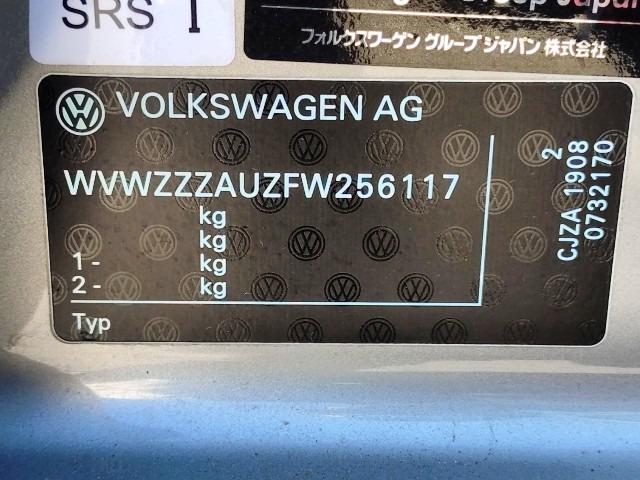 SRS I
フォルクスワーゲン グループ ジャパン 株式会社
VOLKSWAGEN AG
WVWZZZAUZFW256117
kg
kg
1 - kg
2 - kg
Typ
2
CJZA 1908
0732170